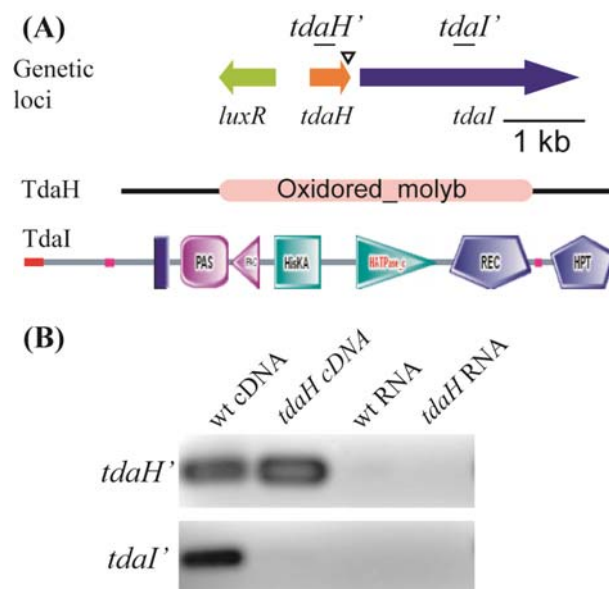 (A)
tdaH' tdaI'
Genetic loci
luxR tdaH tdaI
1 kb
TdaH
Oxidored_molyb
TdaI
PAS PAC HisKA HATPase_c REC HPT
(B)
wt cDNA tdaH cDNA wt RNA tdaH RNA
tdaH'
tdaI'